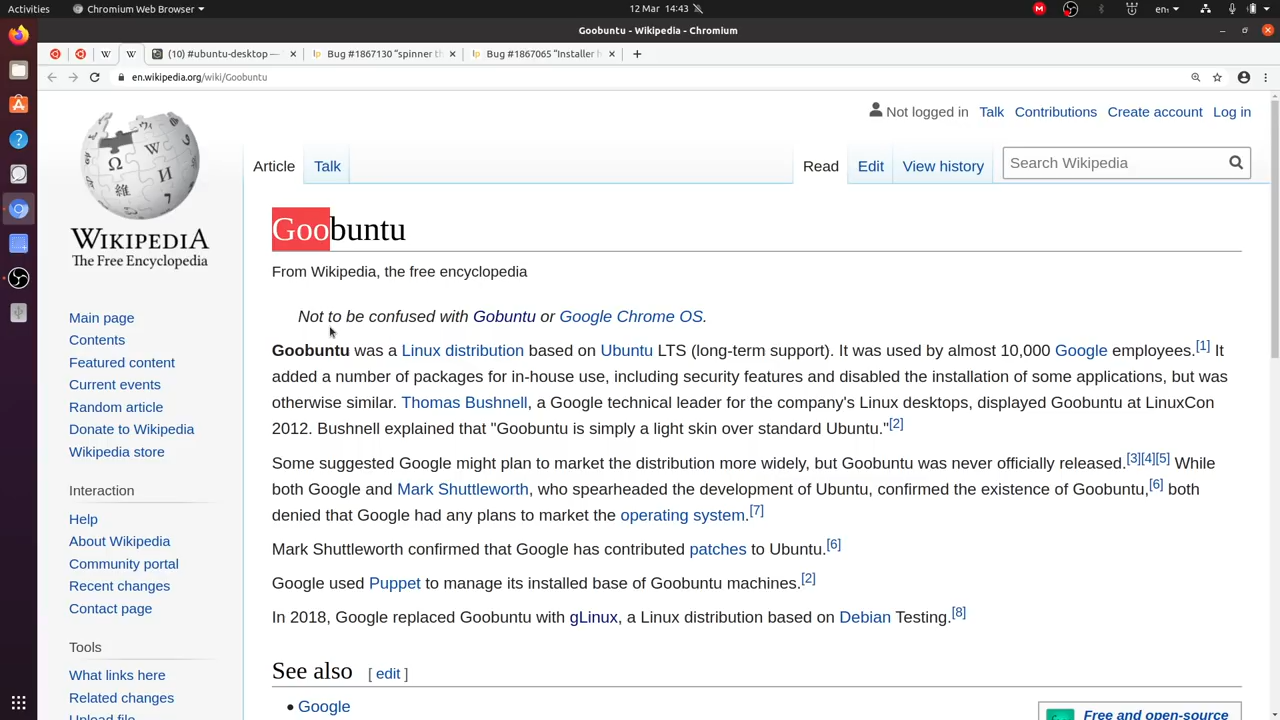 Activities Chromium Web Browser 12 Mar 14:43 en
Goobuntu - Wikipedia - Chromium
(10) #ubuntu-desktop — Bug #1867130 “spinner th Bug #1867065 “Installer h
en.wikipedia.org/wiki/Goobuntu
Not logged in Talk Contributions Create account Log in
Article Talk Read Edit View history Search Wikipedia
WIKIPEDIA
The Free Encyclopedia
Main page
Contents
Featured content
Current events
Random article
Donate to Wikipedia
Wikipedia store
Interaction
Help
About Wikipedia
Community portal
Recent changes
Contact page
Tools
What links here
Related changes
Upload file
Goobuntu
From Wikipedia, the free encyclopedia
Not to be confused with Gobuntu or Google Chrome OS.
Goobuntu was a Linux distribution based on Ubuntu LTS (long-term support). It was used by almost 10,000 Google employees.[1] It
added a number of packages for in-house use, including security features and disabled the installation of some applications, but was
otherwise similar. Thomas Bushnell, a Google technical leader for the company's Linux desktops, displayed Goobuntu at LinuxCon
2012. Bushnell explained that "Goobuntu is simply a light skin over standard Ubuntu."[2]
Some suggested Google might plan to market the distribution more widely, but Goobuntu was never officially released.[3][4][5] While
both Google and Mark Shuttleworth, who spearheaded the development of Ubuntu, confirmed the existence of Goobuntu,[6] both
denied that Google had any plans to market the operating system.[7]
Mark Shuttleworth confirmed that Google has contributed patches to Ubuntu.[6]
Google used Puppet to manage its installed base of Goobuntu machines.[2]
In 2018, Google replaced Goobuntu with gLinux, a Linux distribution based on Debian Testing.[8]
See also [ edit ]
Google
Free and open-source